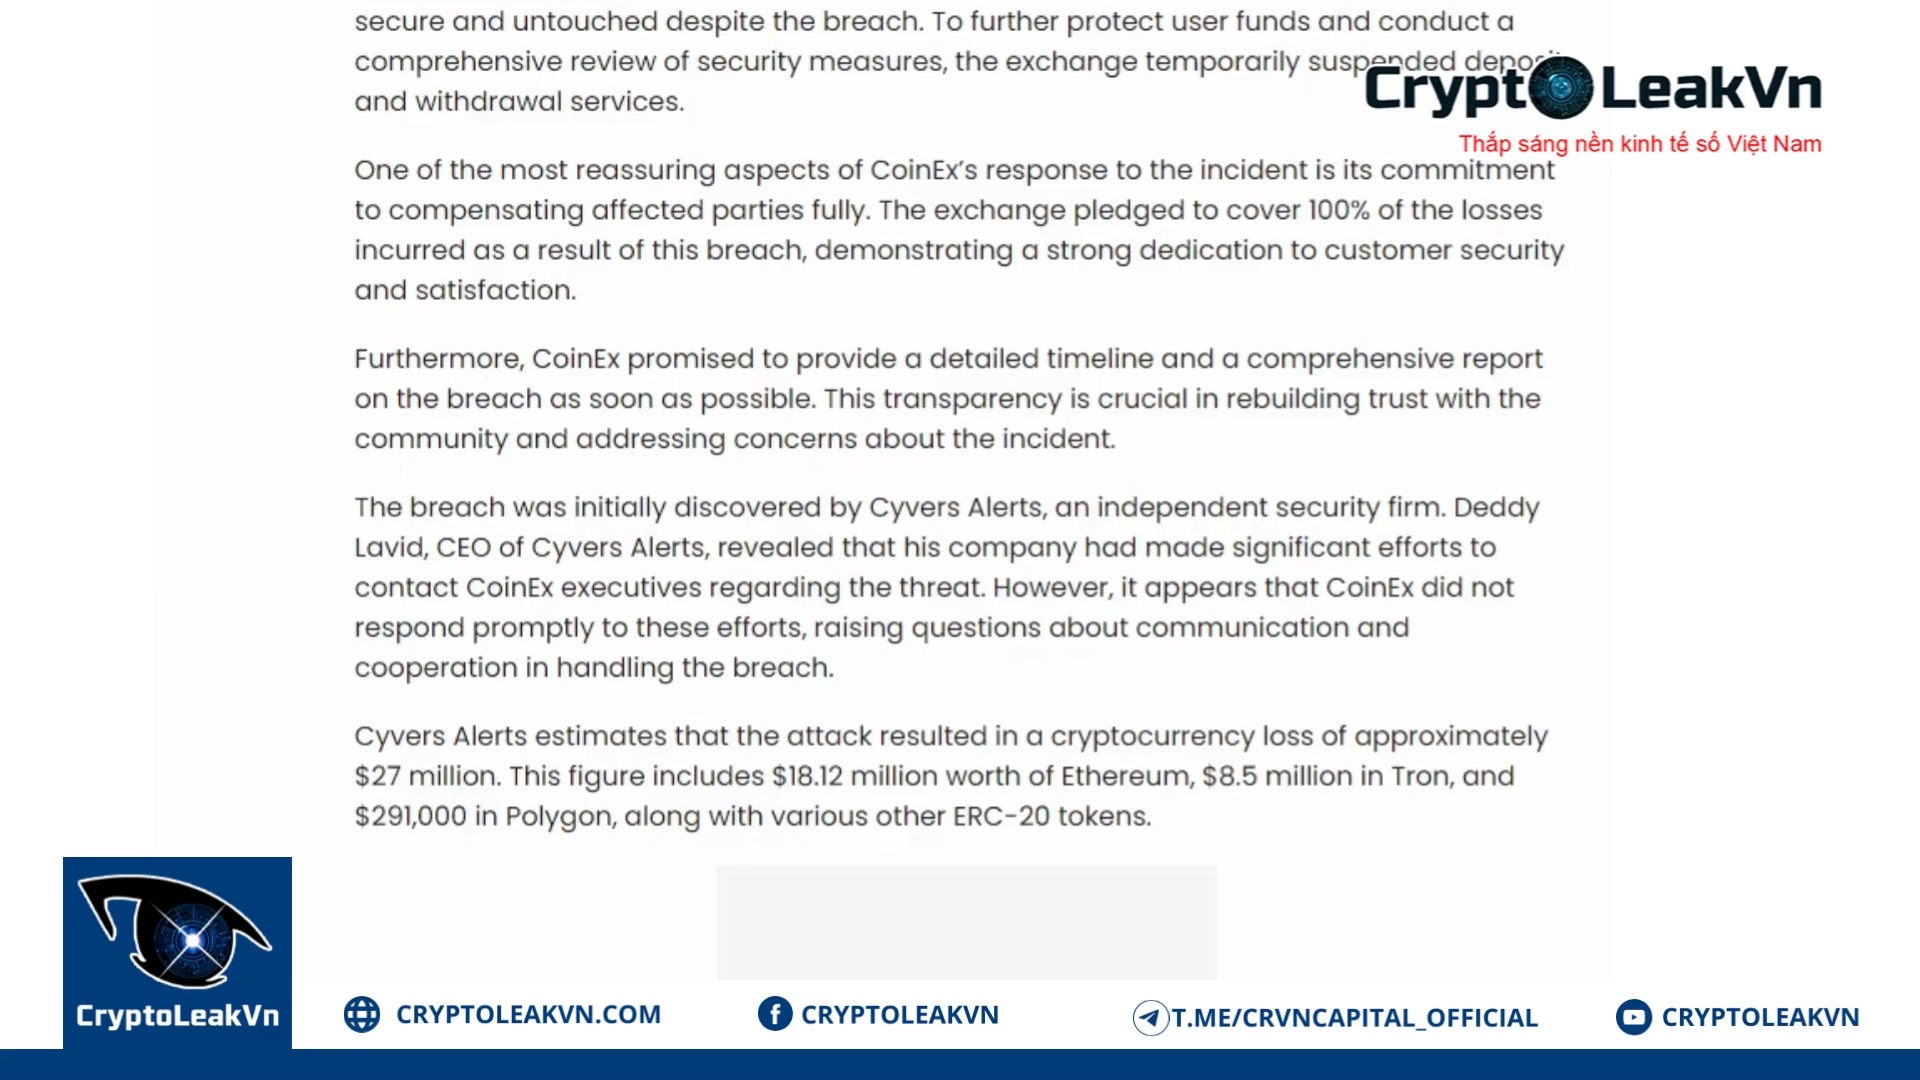 secure and untouched despite the breach. To further protect user funds and conduct a
comprehensive review of security measures, the exchange temporarily suspended
and withdrawal services.
CryptoLeakVn
Thắp sáng nền kinh tế số Việt Nam
One of the most reassuring aspects of CoinEx’s response to the incident is its commitment
to compensating affected parties fully. The exchange pledged to cover 100% of the losses
incurred as a result of this breach, demonstrating a strong dedication to customer security
and satisfaction.
Furthermore, CoinEx promised to provide a detailed timeline and a comprehensive report
on the breach as soon as possible. This transparency is crucial in rebuilding trust with the
community and addressing concerns about the incident.
The breach was initially discovered by Cyvers Alerts, an independent security firm. Deddy
Lavid, CEO of Cyvers Alerts, revealed that his company had made significant efforts to
contact CoinEx executives regarding the threat. However, it appears that CoinEx did not
respond promptly to these efforts, raising questions about communication and
cooperation in handling the breach.
Cyvers Alerts estimates that the attack resulted in a cryptocurrency loss of approximately
$27 million. This figure includes $18.12 million worth of Ethereum, $8.5 million in Tron, and
$291,000 in Polygon, along with various other ERC-20 tokens.
CryptoLeakVn
CRYPTOLEAKVN.COM
CRYPTOLEAKVN
T.ME/CRVNCAPITAL_OFFICIAL
CRYPTOLEAKVN